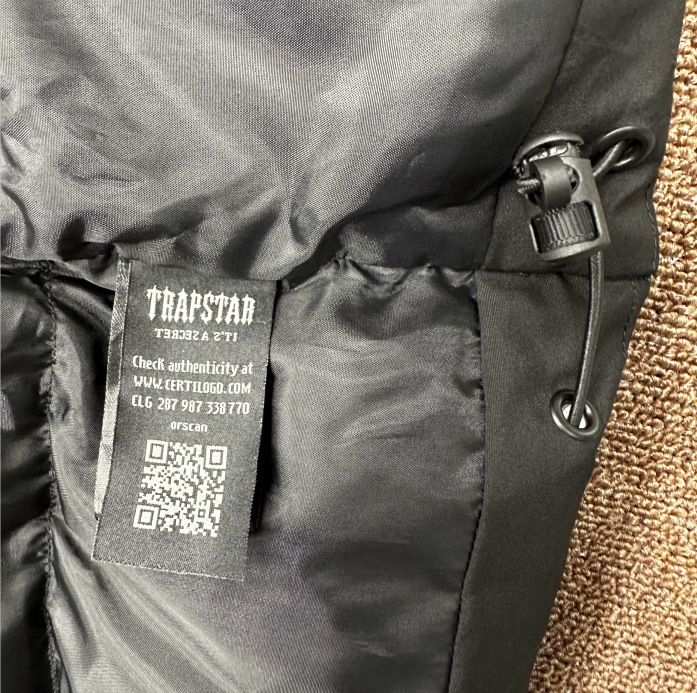 TRAPSTAR
IT'S A SECRET
Check authenticity at
WWW.CERTILOGO.COM
CLG 287 987 338 770
orscan